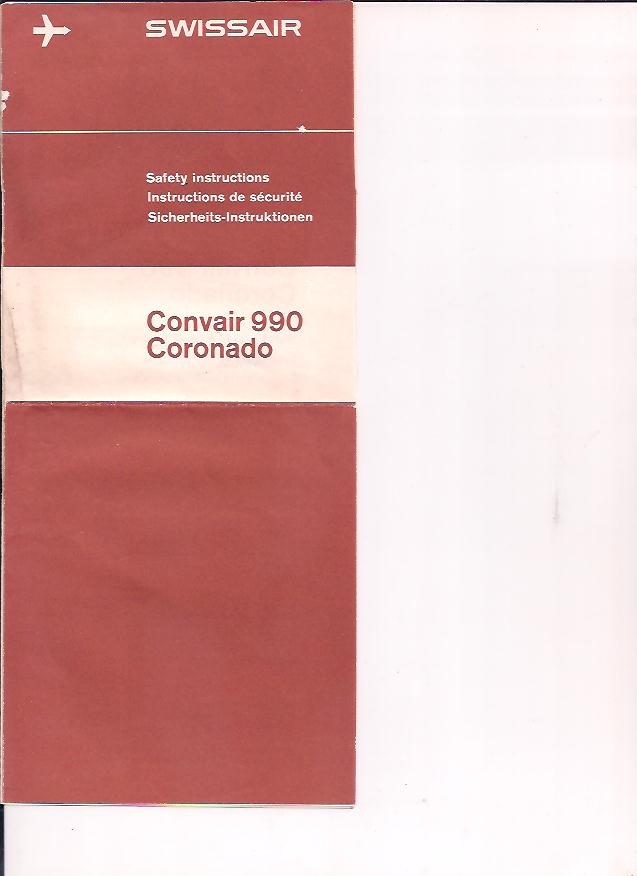 SWISSAIR
Safety instructions
Instructions de sécurité
Sicherheits-Instruktionen
Convair 990
Coronado